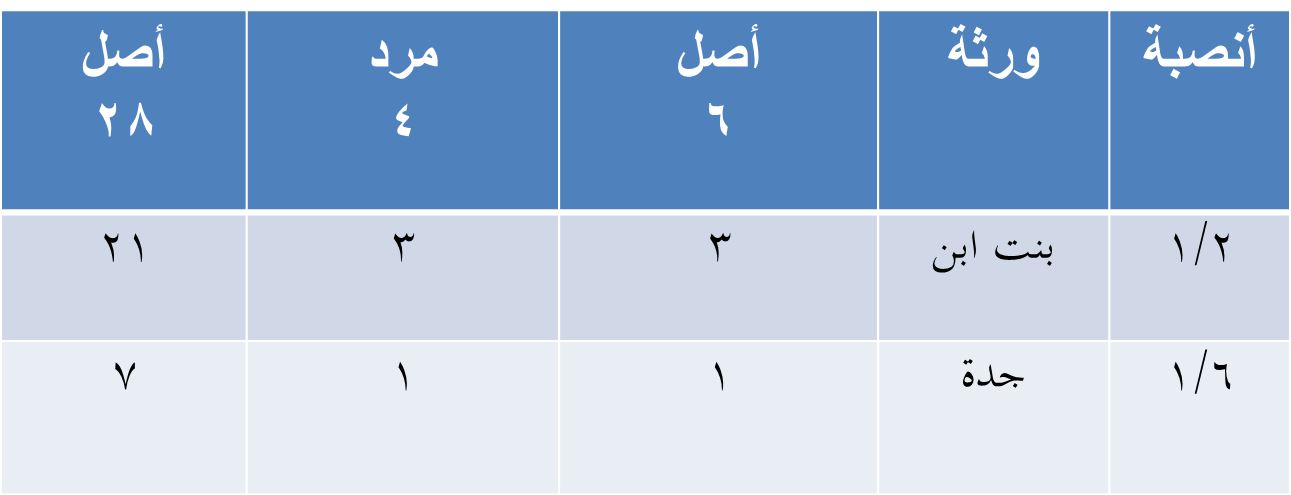 أنصبة ورثة أصل مرد أصل
٦ ٤ ٢٨
١/٢ بنت ابن ٣ ٣ ٢١
١/٦ جدة ١ ١ ٧